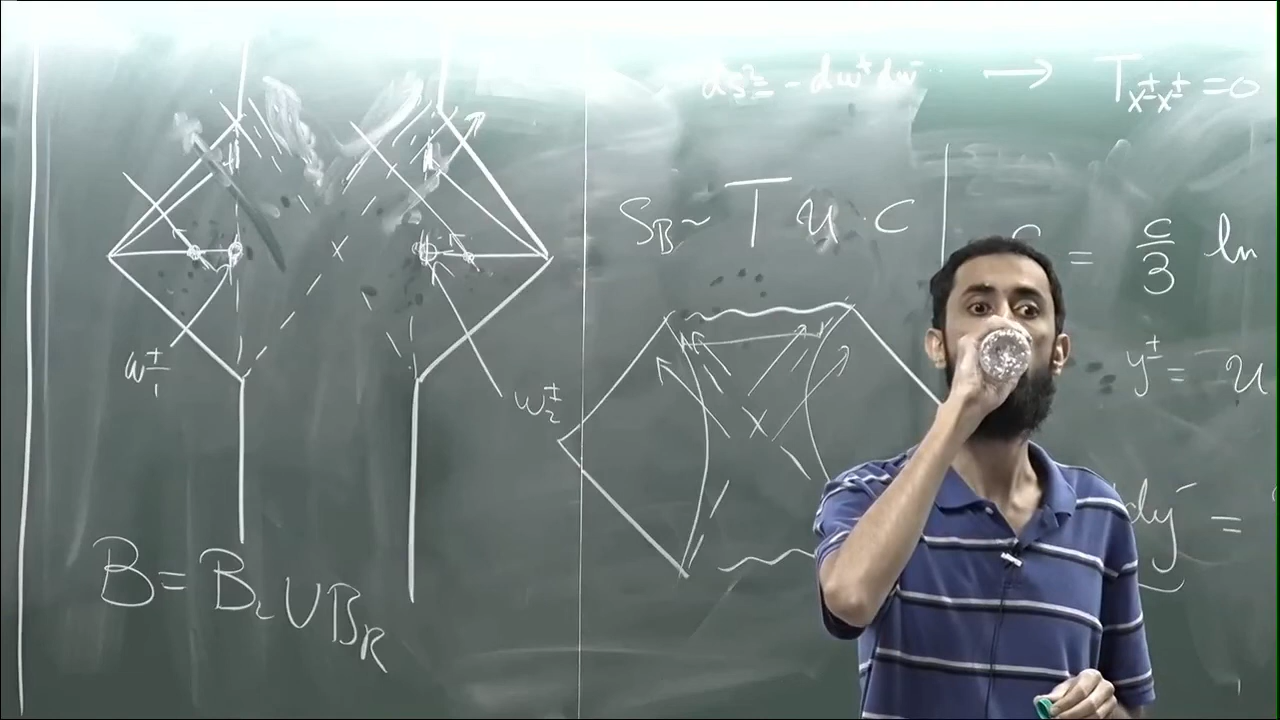 ds² = - dw⁺dw⁻ → T_{x^±x^±} = 0
S_B ~ T u · c
= c/3 ln
y^± = u
dy⁻ =
w₁^±
w₂^±
B = B_L ∪ B_R